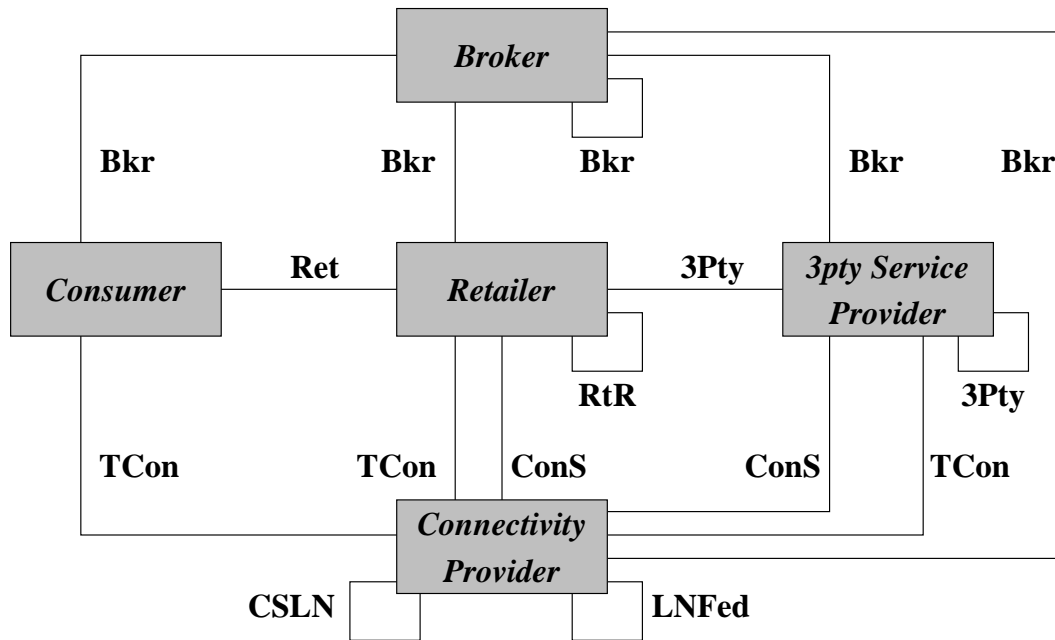 Broker
Bkr
Bkr
Bkr
Bkr
Bkr
Consumer
Ret
Retailer
3Pty
3pty Service
Provider
RtR
3Pty
TCon
TCon
ConS
ConS
TCon
Connectivity
Provider
CSLN
LNFed